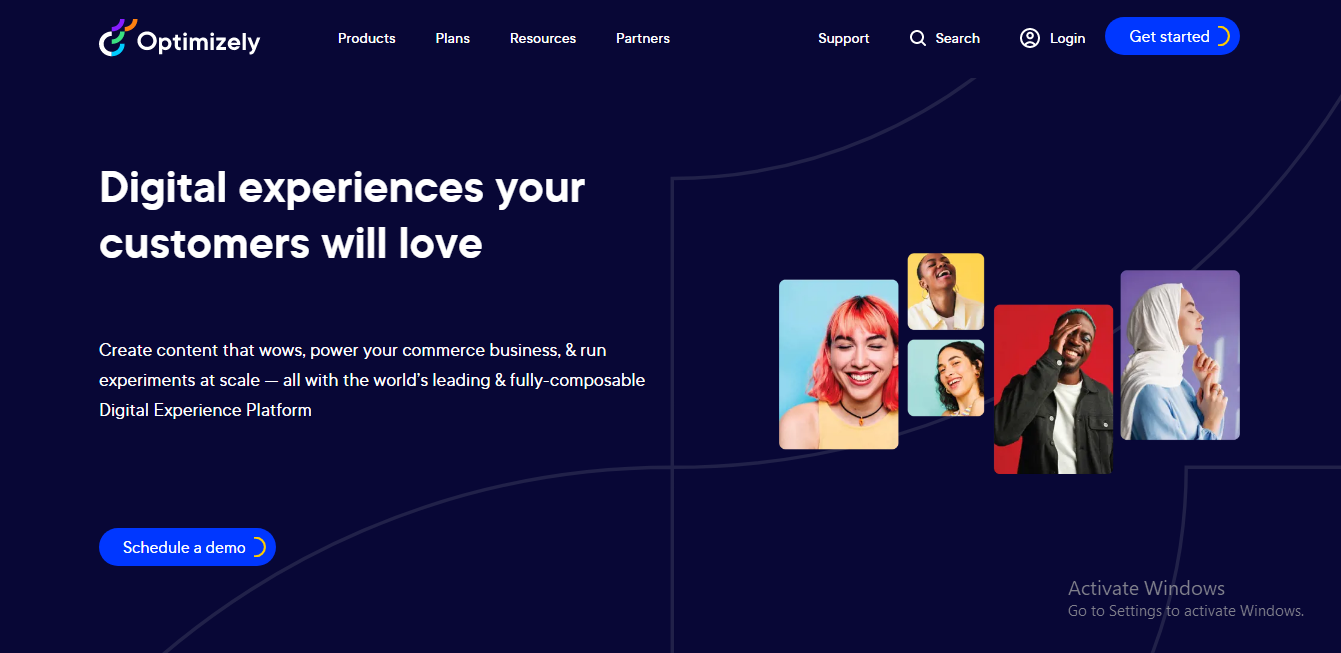 Optimizely
Products
Plans
Resources
Partners
Support
Search
Login
Get started
Digital experiences your
customers will love
Create content that wows, power your commerce business, & run
experiments at scale — all with the world’s leading & fully-composable
Digital Experience Platform
Schedule a demo
Activate Windows
Go to Settings to activate Windows.